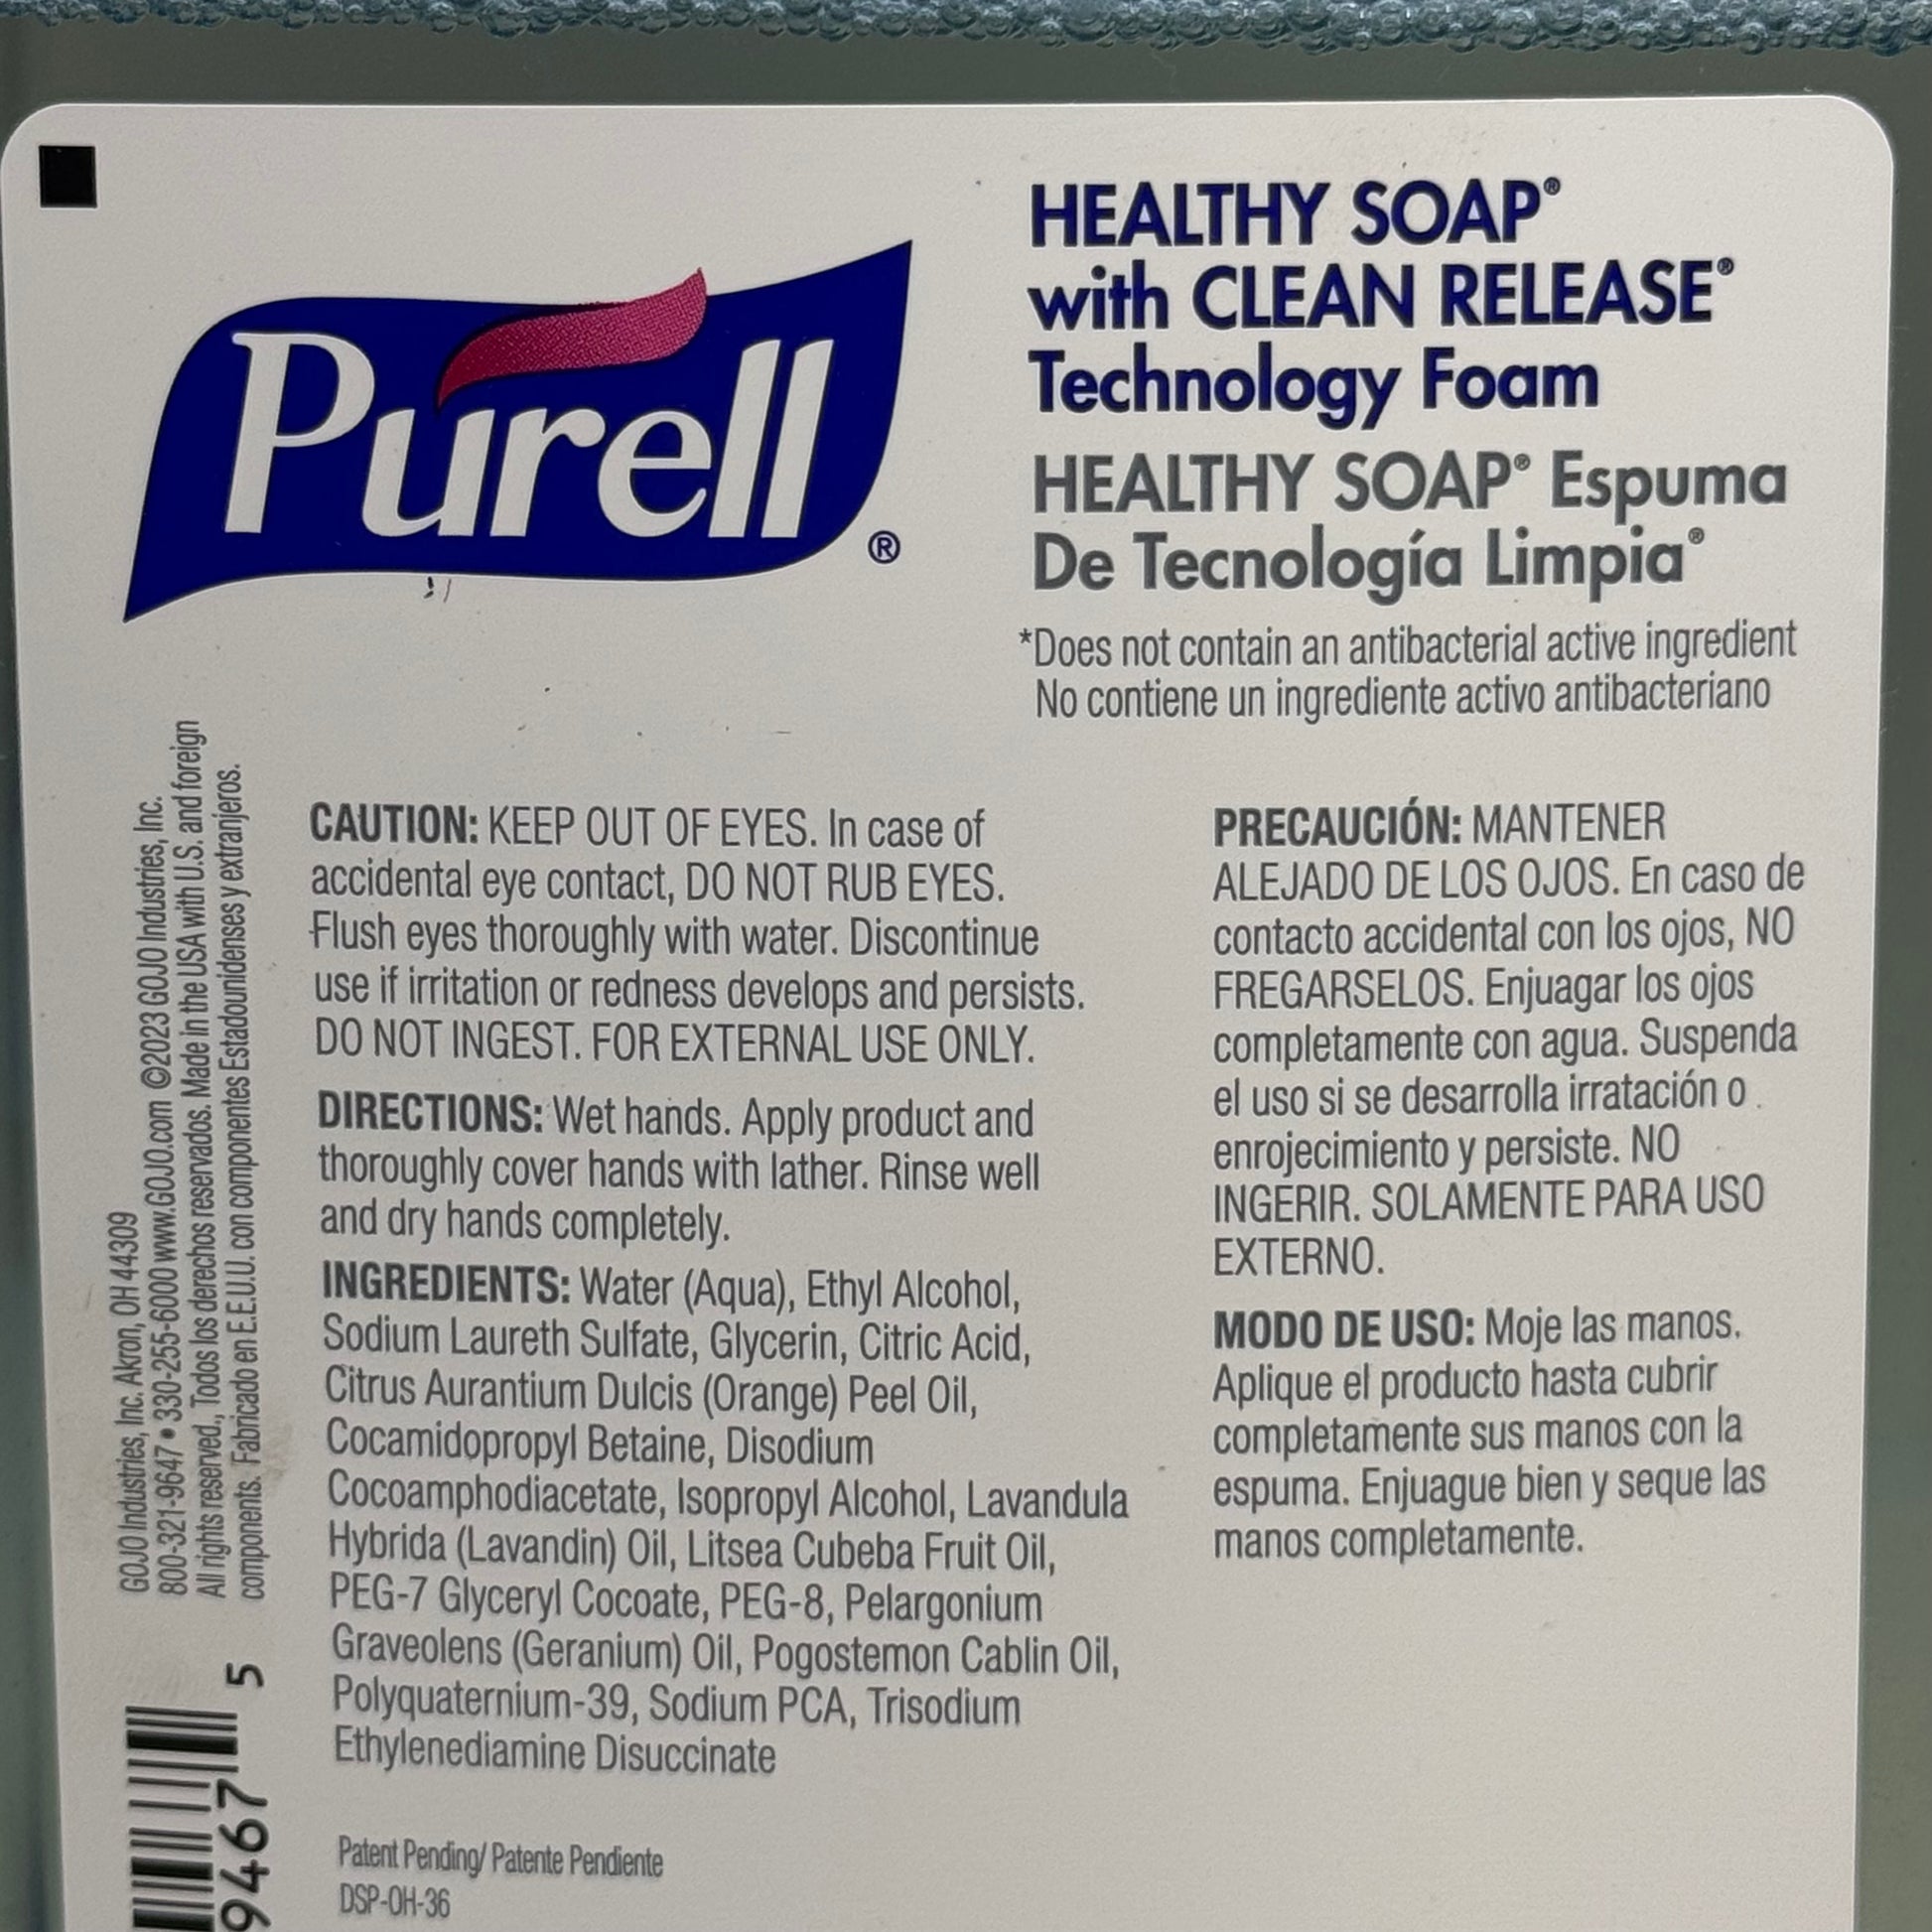 Purell®
HEALTHY SOAP®
with CLEAN RELEASE®
Technology Foam
HEALTHY SOAP® Espuma
De Tecnología Limpia®
*Does not contain an antibacterial active ingredient
No contiene un ingrediente activo antibacteriano
CAUTION: KEEP OUT OF EYES. In case of
accidental eye contact, DO NOT RUB EYES.
Flush eyes thoroughly with water. Discontinue
use if irritation or redness develops and persists.
DO NOT INGEST. FOR EXTERNAL USE ONLY.
DIRECTIONS: Wet hands. Apply product and
thoroughly cover hands with lather. Rinse well
and dry hands completely.
INGREDIENTS: Water (Aqua), Ethyl Alcohol,
Sodium Laureth Sulfate, Glycerin, Citric Acid,
Citrus Aurantium Dulcis (Orange) Peel Oil,
Cocamidopropyl Betaine, Disodium
Cocoamphodiacetate, Isopropyl Alcohol, Lavandula
Hybrida (Lavandin) Oil, Litsea Cubeba Fruit Oil,
PEG-7 Glyceryl Cocoate, PEG-8, Pelargonium
Graveolens (Geranium) Oil, Pogostemon Cablin Oil,
Polyquaternium-39, Sodium PCA, Trisodium
Ethylenediamine Disuccinate
Patent Pending/ Patente Pendiente
DSP-OH-36
PRECAUCIÓN: MANTENER
ALEJADO DE LOS OJOS. En caso de
contacto accidental con los ojos, NO
FREGARSELOS. Enjuagar los ojos
completamente con agua. Suspenda
el uso si se desarrolla irratación o
enrojecimiento y persiste. NO
INGERIR. SOLAMENTE PARA USO
EXTERNO.
MODO DE USO: Moje las manos.
Aplique el producto hasta cubrir
completamente sus manos con la
espuma. Enjuague bien y seque las
manos completamente.
GOJO Industries, Inc. Akron, OH 44309
800-321-9647 • 330-255-6000 www.GOJO.com ©2023 GOJO Industries, Inc.
All rights reserved., Todos los derechos reservados. Made in the USA with U.S. and foreign
components. Fabricado en E.E.U.U. con componentes Estadounidenses y extranjeros.
9467 5